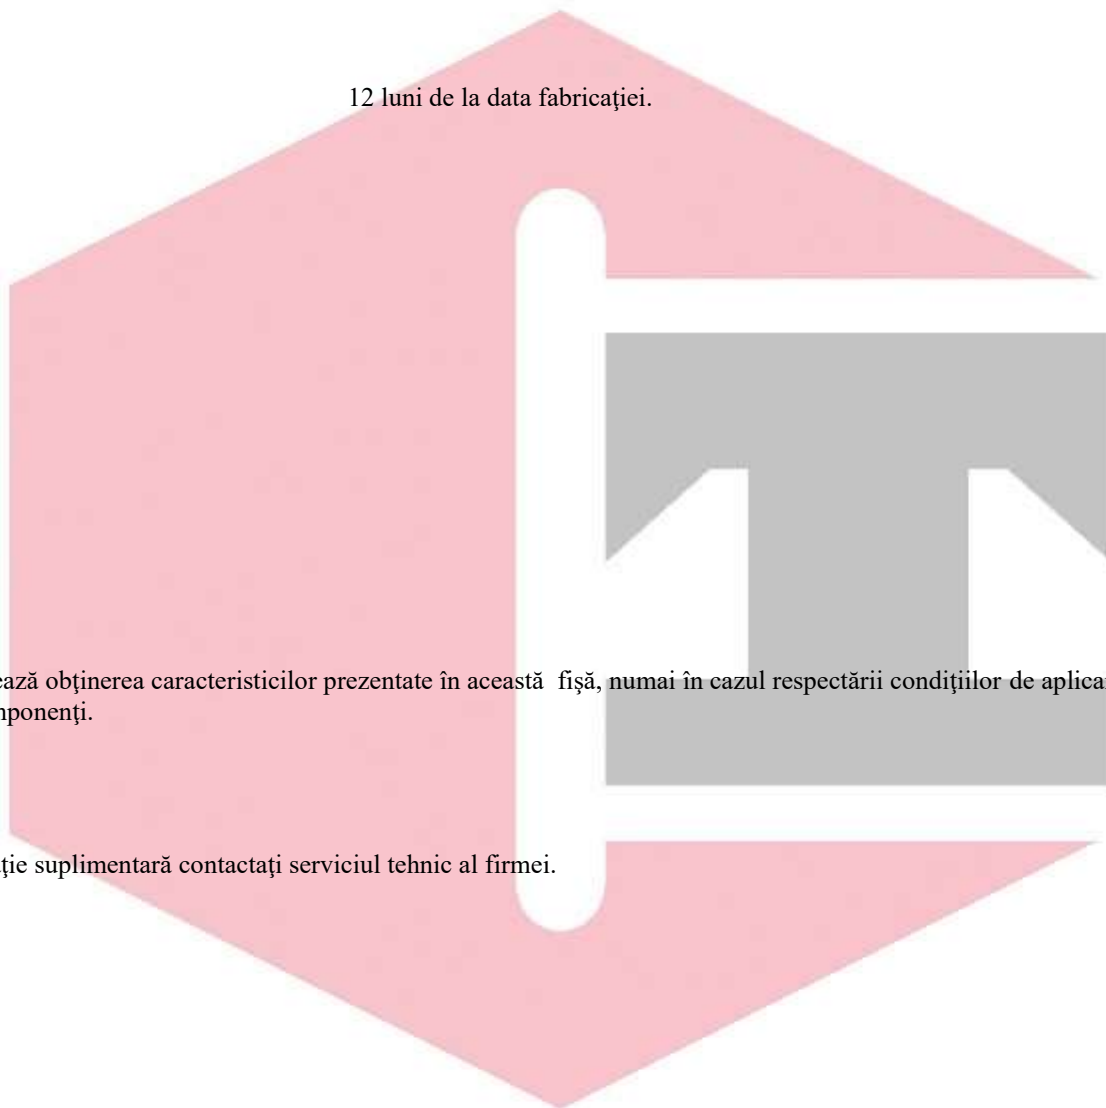 12 luni de la data fabricaţiei.
ează obţinerea caracteristicilor prezentate în această fişă, numai în cazul respectării condiţiilor de aplica
mponenţi.
ţie suplimentară contactaţi serviciul tehnic al firmei.